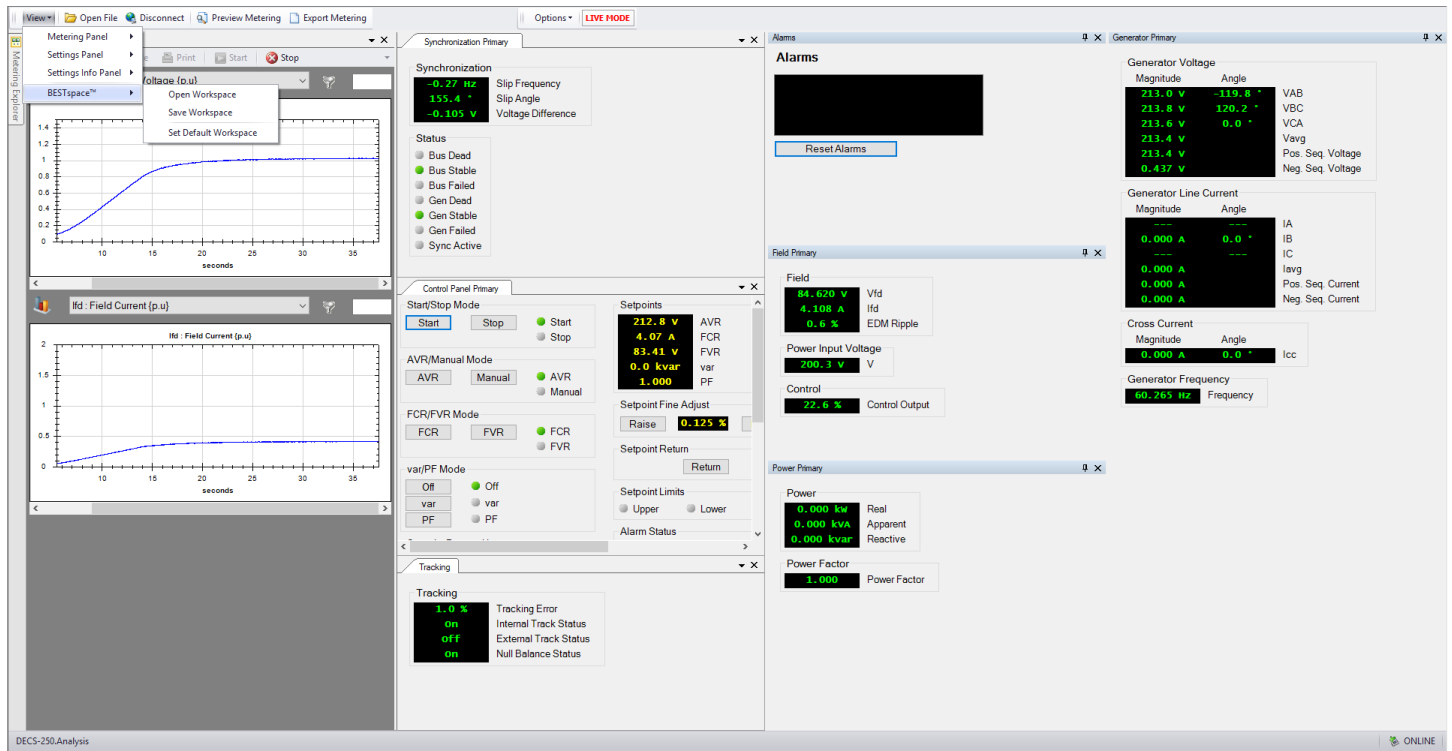 View Open File Disconnect Preview Metering Export Metering Options LIVE MODE
Metering Explorer
Metering Panel
Settings Panel
Settings Info Panel
BESTspace™
Open Workspace
Save Workspace
Set Default Workspace
Print Start Stop
Voltage {p.u}
1.4
1.2
1
0.8
0.6
0.4
0.2
0
10 15 20 25 30 35
seconds
Ifd : Field Current {p.u}
Ifd : Field Current {p.u}
2
1.5
1
0.5
0
10 15 20 25 30 35
seconds
Synchronization Primary
Synchronization
-0.27 Hz Slip Frequency
155.4 ° Slip Angle
-0.105 V Voltage Difference
Status
Bus Dead
Bus Stable
Bus Failed
Gen Dead
Gen Stable
Gen Failed
Sync Active
Control Panel Primary
Start/Stop Mode
Start Stop Start
Stop
AVR/Manual Mode
AVR Manual AVR
Manual
FCR/FVR Mode
FCR FVR FCR
FVR
var/PF Mode
Off Off
var var
PF PF
Setpoints
212.8 V AVR
4.07 A FCR
83.41 V FVR
0.0 kvar var
1.000 PF
Setpoint Fine Adjust
Raise 0.125 %
Setpoint Return
Return
Setpoint Limits
Upper Lower
Alarm Status
Tracking
Tracking
1.0 % Tracking Error
On Internal Track Status
Off External Track Status
On Null Balance Status
Alarms
Alarms
Reset Alarms
Field Primary
Field
84.620 V Vfd
4.108 A Ifd
0.6 % EDM Ripple
Power Input Voltage
200.3 V V
Control
22.6 % Control Output
Power Primary
Power
0.000 kW Real
0.000 kVA Apparent
0.000 kvar Reactive
Power Factor
1.000 Power Factor
Generator Primary
Generator Voltage
Magnitude Angle
213.0 V -119.8 ° VAB
213.8 V 120.2 ° VBC
213.6 V 0.0 ° VCA
213.4 V Vavg
213.4 V Pos. Seq. Voltage
0.437 V Neg. Seq. Voltage
Generator Line Current
Magnitude Angle
--- --- IA
0.000 A 0.0 ° IB
--- --- IC
0.000 A Iavg
0.000 A Pos. Seq. Current
0.000 A Neg. Seq. Current
Cross Current
Magnitude Angle
0.000 A 0.0 ° Icc
Generator Frequency
60.265 Hz Frequency
DECS-250.Analysis ONLINE